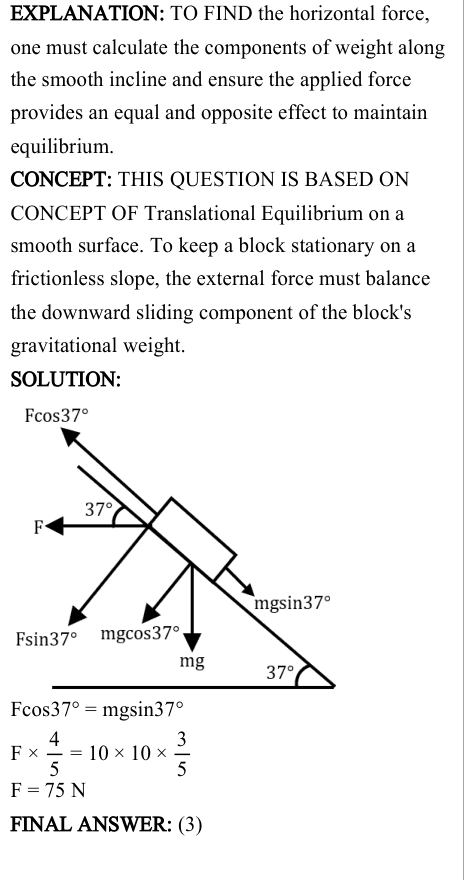 EXPLANATION: TO FIND the horizontal force,
one must calculate the components of weight along
the smooth incline and ensure the applied force
provides an equal and opposite effect to maintain
equilibrium.
CONCEPT: THIS QUESTION IS BASED ON
CONCEPT OF Translational Equilibrium on a
smooth surface. To keep a block stationary on a
frictionless slope, the external force must balance
the downward sliding component of the block's
gravitational weight.
SOLUTION:
Fcos37°
37°
F
mgsin37°
Fsin37°
mgcos37°
mg
37°
Fcos37° = mgsin37°
F × 4/5 = 10 × 10 × 3/5
F = 75 N
FINAL ANSWER: (3)